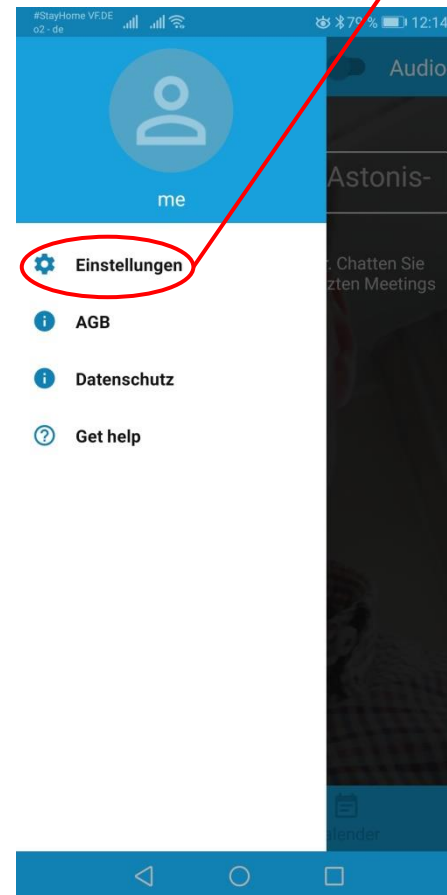 #StayHome VF.DE
o2 - de
79 % 12:14
Audio
me
Astonis-
Einstellungen
r. Chatten Sie
zten Meetings
AGB
Datenschutz
Get help
lender